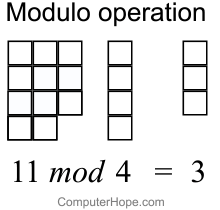 Modulo operation
11 mod 4 = 3
ComputerHope.com